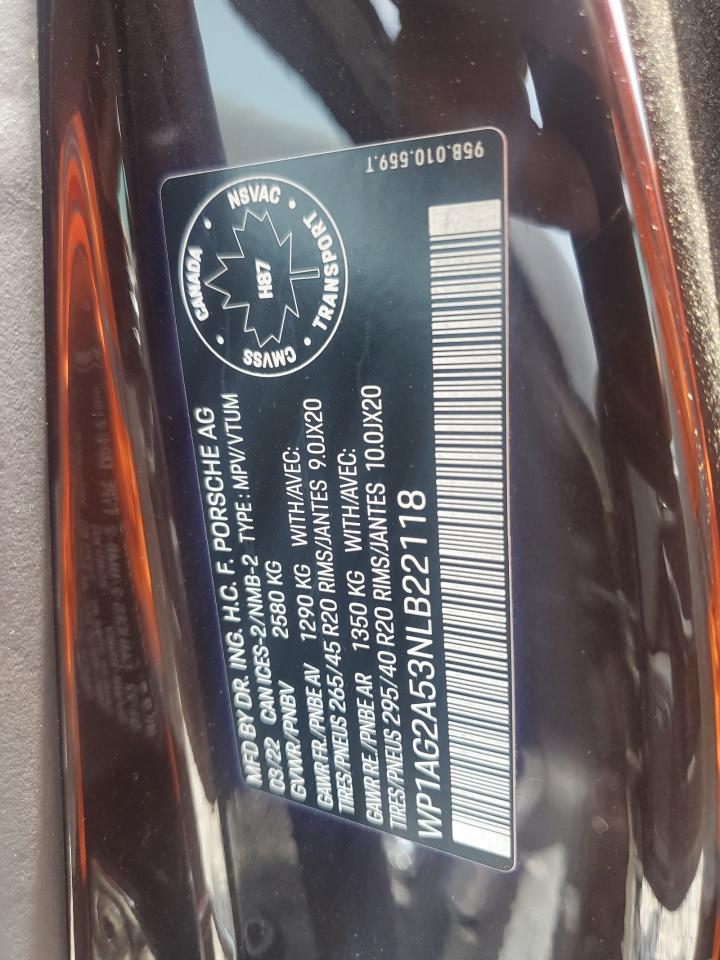 MFD BY DR. ING. H.C. F. PORSCHE AG
03/22 CAN ICES-2/NMB-2 TYPE: MPV/VTUM
GVWR/PNBV 2580 KG
GAWR FR./PNBE AV 1290 KG WITH/AVEC:
TIRES/PNEUS 265/45 R20 RIMS/JANTES 9.0JX20
GAWR RE./PNBE AR 1350 KG WITH/AVEC:
TIRES/PNEUS 295/40 R20 RIMS/JANTES 10.0JX20
WP1AG2A53NLB22118
CANADA • NSVAC • TRANSPORT • CMVSS •
H87
95B.010.559.T